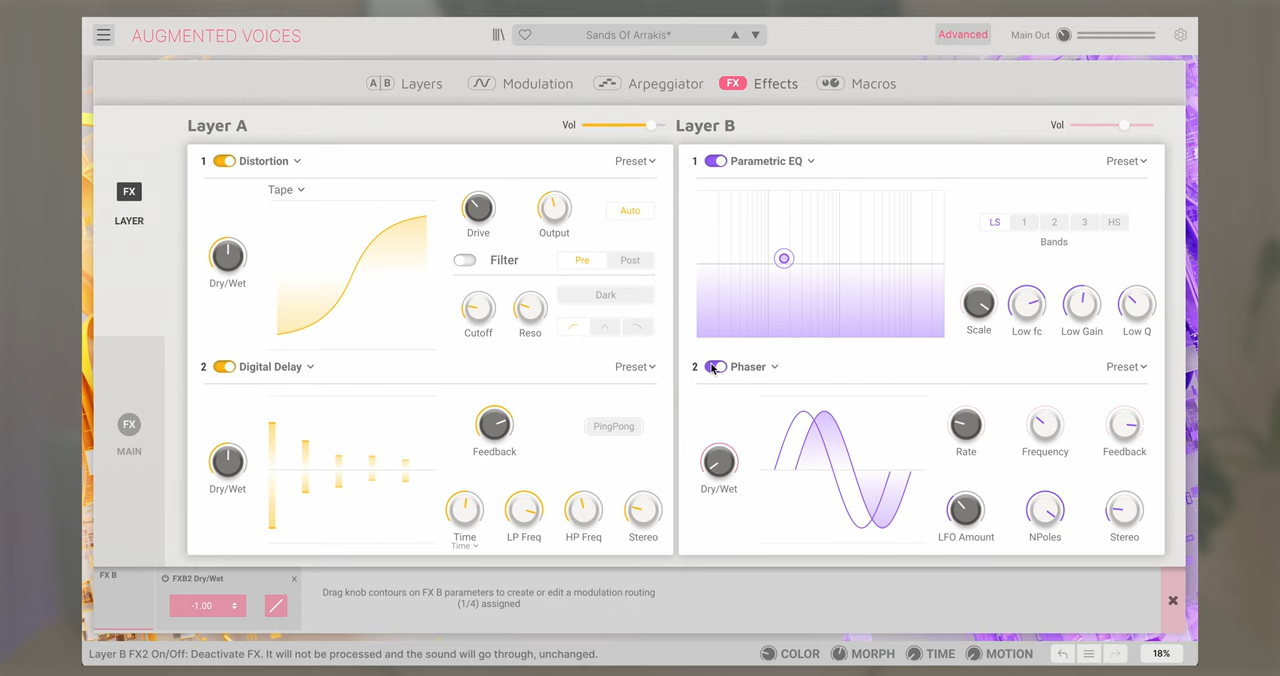 AUGMENTED VOICES
Sands Of Arrakis*
Advanced
Main Out
A|B Layers
Modulation
Arpeggiator
FX Effects
Macros
Layer A
Vol
Layer B
Vol
FX
LAYER
FX
MAIN
1 Distortion
Preset
Tape
Drive
Output
Auto
Dry/Wet
Filter
Pre
Post
Cutoff
Reso
Dark
2 Digital Delay
Preset
Dry/Wet
Feedback
PingPong
Time
Time
LP Freq
HP Freq
Stereo
1 Parametric EQ
Preset
LS 1 2 3 HS
Bands
Scale
Low fc
Low Gain
Low Q
2 Phaser
Preset
Dry/Wet
Rate
Frequency
Feedback
LFO Amount
NPoles
Stereo
FX B
FXB2 Dry/Wet x
-1.00
Drag knob contours on FX B parameters to create or edit a modulation routing
(1/4) assigned
Layer B FX2 On/Off: Deactivate FX. It will not be processed and the sound will go through, unchanged.
COLOR
MORPH
TIME
MOTION
18%